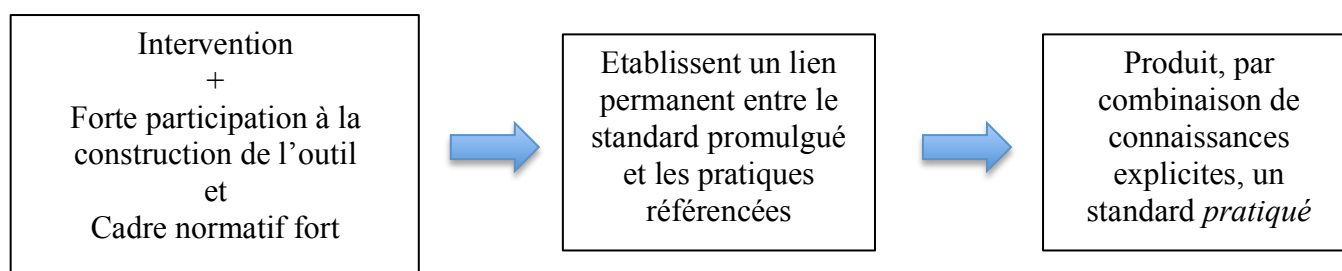 Intervention
+
Forte participation à la
construction de l’outil
et
Cadre normatif fort
Etablissent un lien
permanent entre le
standard promulgué
et les pratiques
référencées
Produit, par
combinaison de
connaissances
explicites, un
standard pratiqué